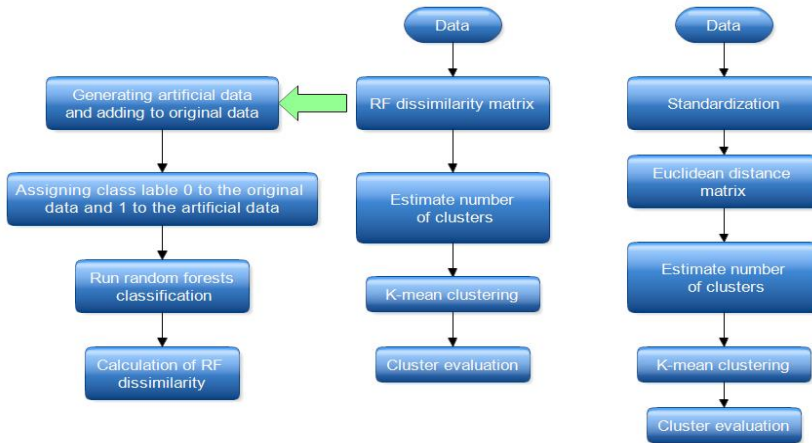 Data
RF dissimilarity matrix
Estimate number
of clusters
K-mean clustering
Cluster evaluation
Generating artificial data
and adding to original data
Assigning class lable 0 to the original
data and 1 to the artificial data
Run random forests
classification
Calculation of RF
dissimilarity
Data
Standardization
Euclidean distance
matrix
Estimate number
of clusters
K-mean clustering
Cluster evaluation